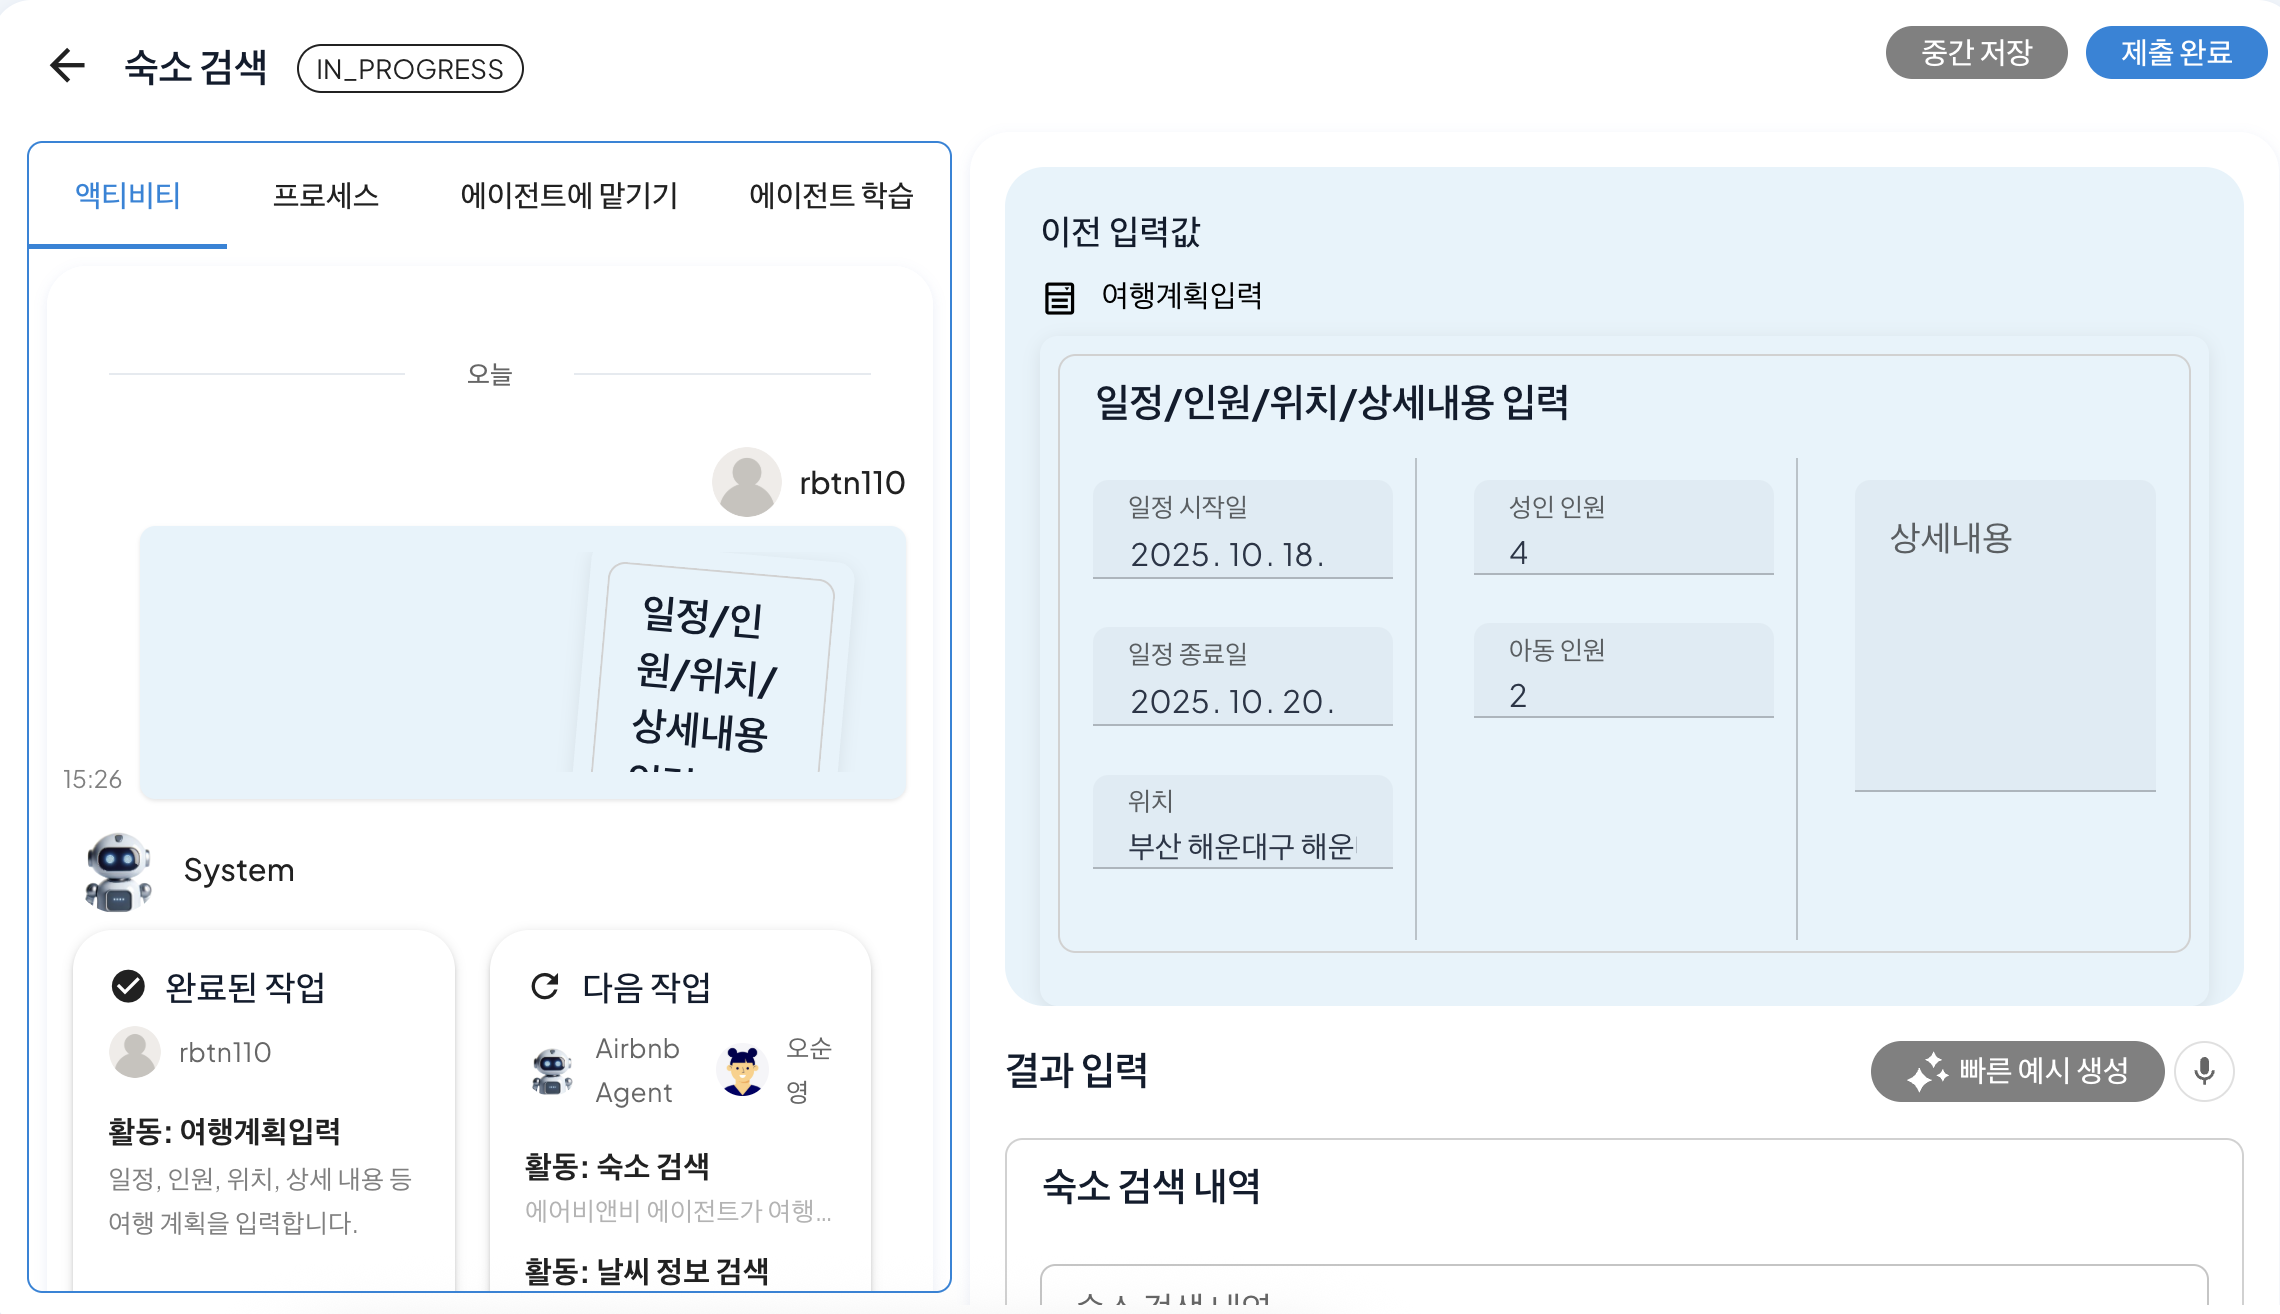 숙소 검색
IN_PROGRESS
중간 저장
제출 완료
액티비티
프로세스
에이전트에 맡기기
에이전트 학습
오늘
rbtn110
일정/인
원/위치/
상세내용
15:26
System
완료된 작업
rbtn110
활동: 여행계획입력
일정, 인원, 위치, 상세 내용 등
여행 계획을 입력합니다.
다음 작업
Airbnb
Agent
오순
영
활동: 숙소 검색
에어비앤비 에이전트가 여행...
활동: 날씨 정보 검색
이전 입력값
여행계획입력
일정/인원/위치/상세내용 입력
일정 시작일
2025. 10. 18.
일정 종료일
2025. 10. 20.
위치
부산 해운대구 해운
성인 인원
4
아동 인원
2
상세내용
결과 입력
빠른 예시 생성
숙소 검색 내역
숙소 검색 내역